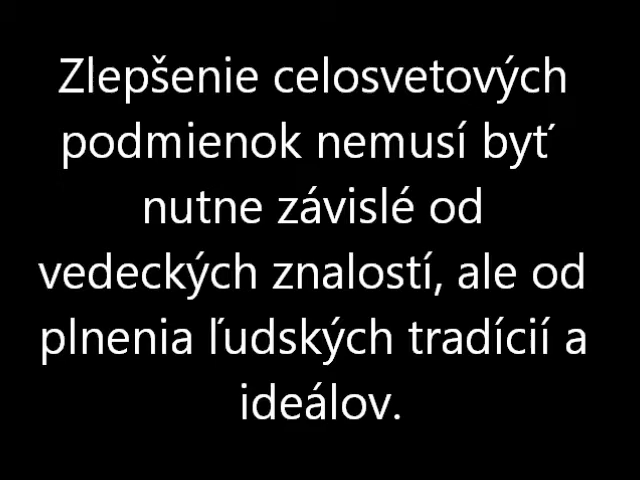 Zlepšenie celosvetových
podmienok nemusí byť
nutne závislé od
vedeckých znalostí, ale od
plnenia ľudských tradícií a
ideálov.